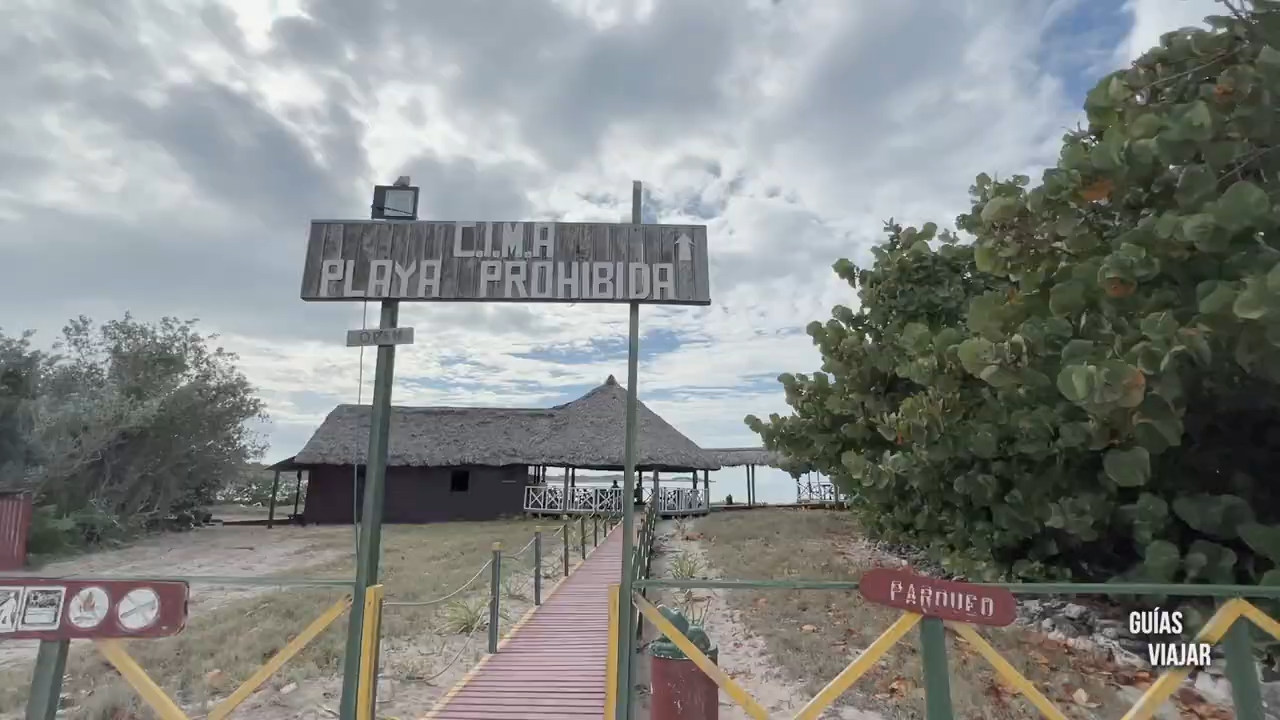 C.I.M.A
PLAYA PROHIBIDA
OPEN
PARQUEO
GUÍAS
VIAJAR